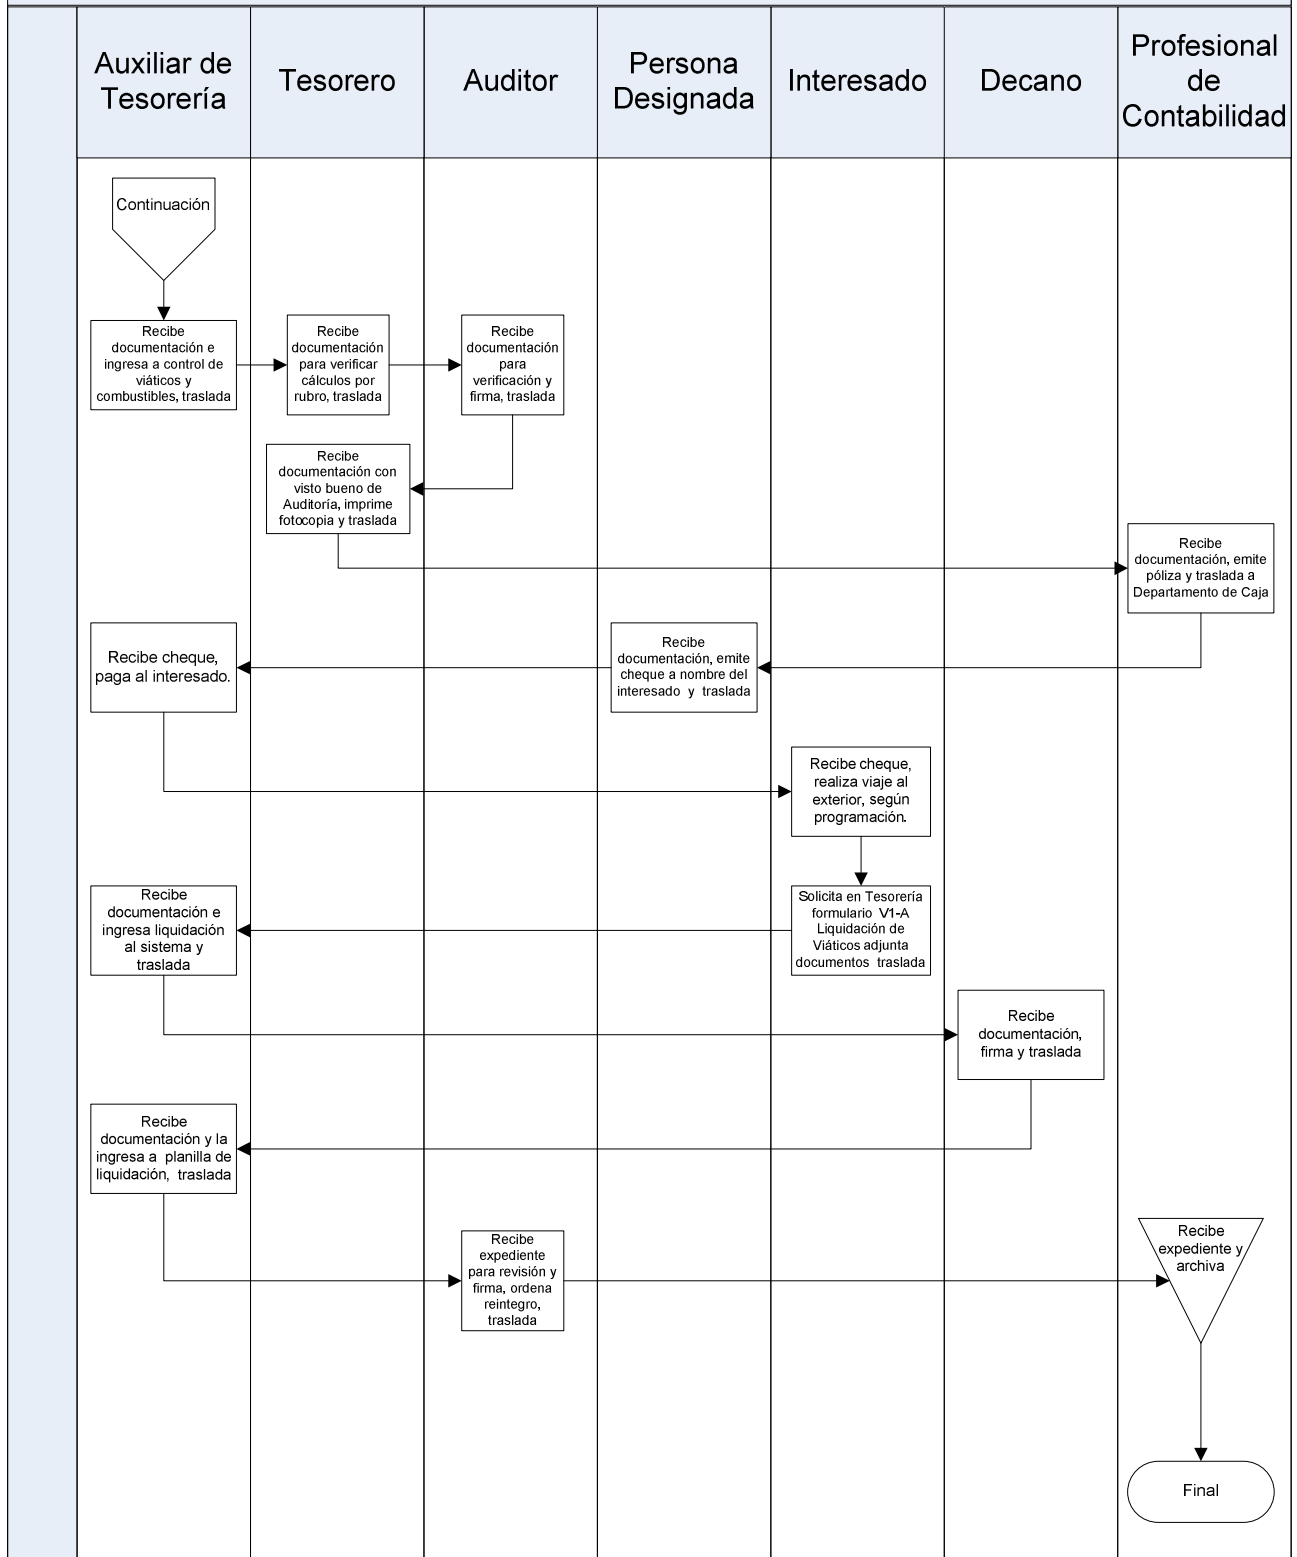 Auxiliar de
Tesorería
Tesorero
Auditor
Persona
Designada
Interesado
Decano
Profesional
de
Contabilidad
Continuación
Recibe
documentación e
ingresa a control de
viáticos y
combustibles, traslada
Recibe
documentación
para verificar
cálculos por
rubro, traslada
Recibe
documentación
para
verificación y
firma, traslada
Recibe
documentación con
visto bueno de
Auditoría, imprime
fotocopia y traslada
Recibe
documentación, emite
póliza y traslada a
Departamento de Caja
Recibe
documentación, emite
cheque a nombre del
interesado y traslada
Recibe cheque,
paga al interesado.
Recibe cheque,
realiza viaje al
exterior, según
programación.
Solicita en Tesorería
formulario V1-A
Liquidación de
Viáticos adjunta
documentos traslada
Recibe
documentación e
ingresa liquidación
al sistema y
traslada
Recibe
documentación,
firma y traslada
Recibe
documentación y la
ingresa a planilla de
liquidación, traslada
Recibe
expediente
para revisión y
firma, ordena
reintegro,
traslada
Recibe
expediente y
archiva
Final